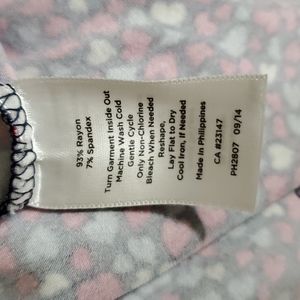 93% Rayon
7% Spandex
Turn Garment Inside Out
Machine Wash Cold
Gentle Cycle
Only Non-Chlorine
Bleach When Needed
Reshape,
Lay Flat to Dry
Cool Iron, if Needed
Made in Philippines
CA #23147
PH2807 09/14